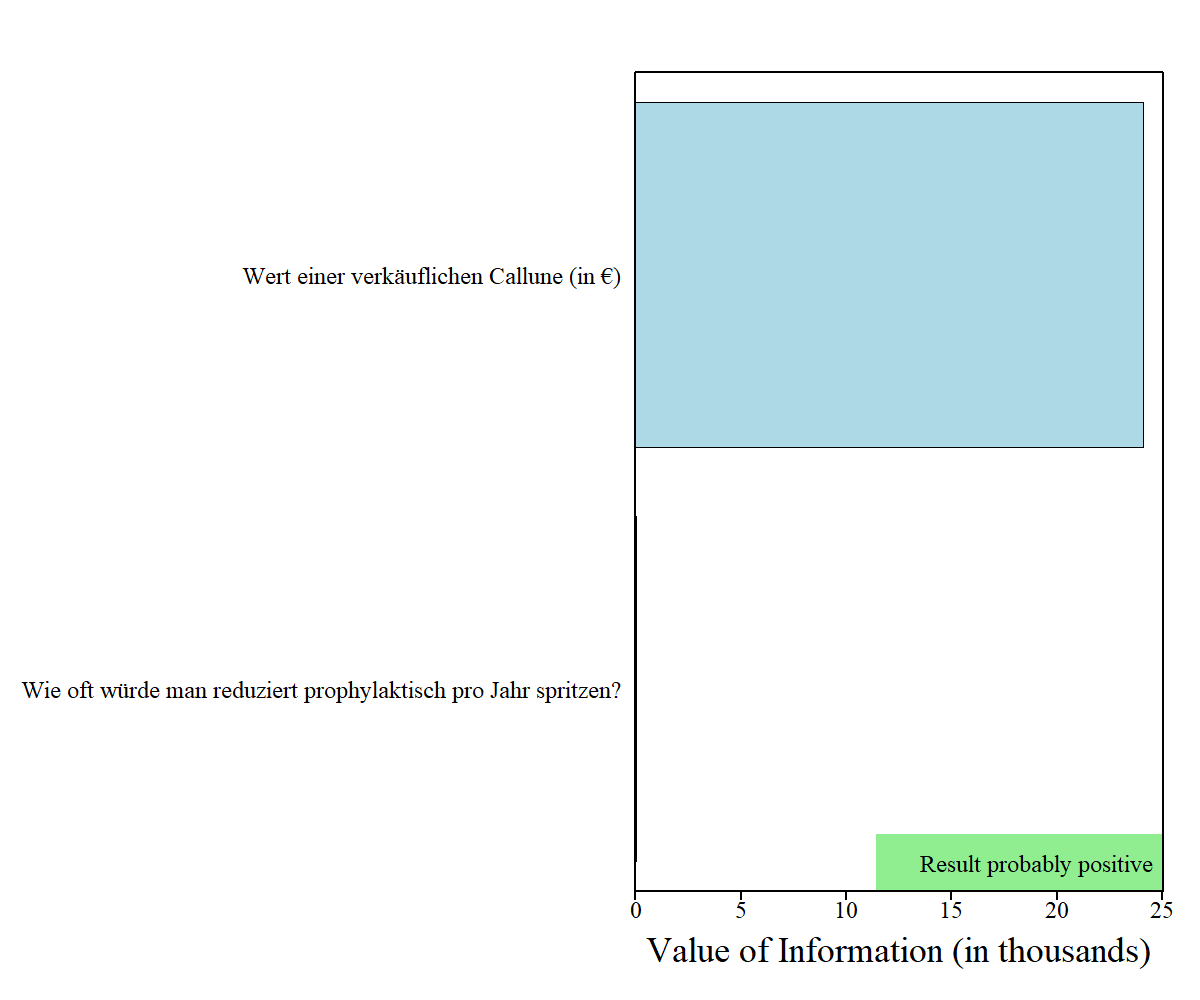 Wert einer verkäuflichen Callune (in €)
Wie oft würde man reduziert prophylaktisch pro Jahr spritzen?
Result probably positive
0 5 10 15 20 25
Value of Information (in thousands)